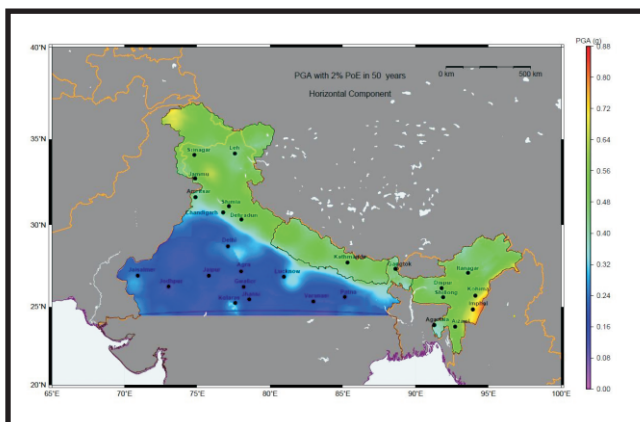 PGA (g)
40°N
0.88
PGA with 2% PoE in 50 years
0 km 500 km
0.80
Horizontal Component
0.72
35°N
0.64
Srinagar Leh
Jammu
0.56
Amritsar
Shimla
Chandigarh
Dehradun
30°N
0.48
Delhi
0.40
Kathmandu Gangtok
Jaisalmer Jaipur Agra Lucknow Itanagar
0.32
Jodhpur Gwalior Dispur
Patna Shillong Kohima
Jhansi Varanasi
25°N
Imphal
0.24
Agartala Aizawl
0.16
0.08
20°N
0.00
65°E 70°E 75°E 80°E 85°E 90°E 95°E 100°E